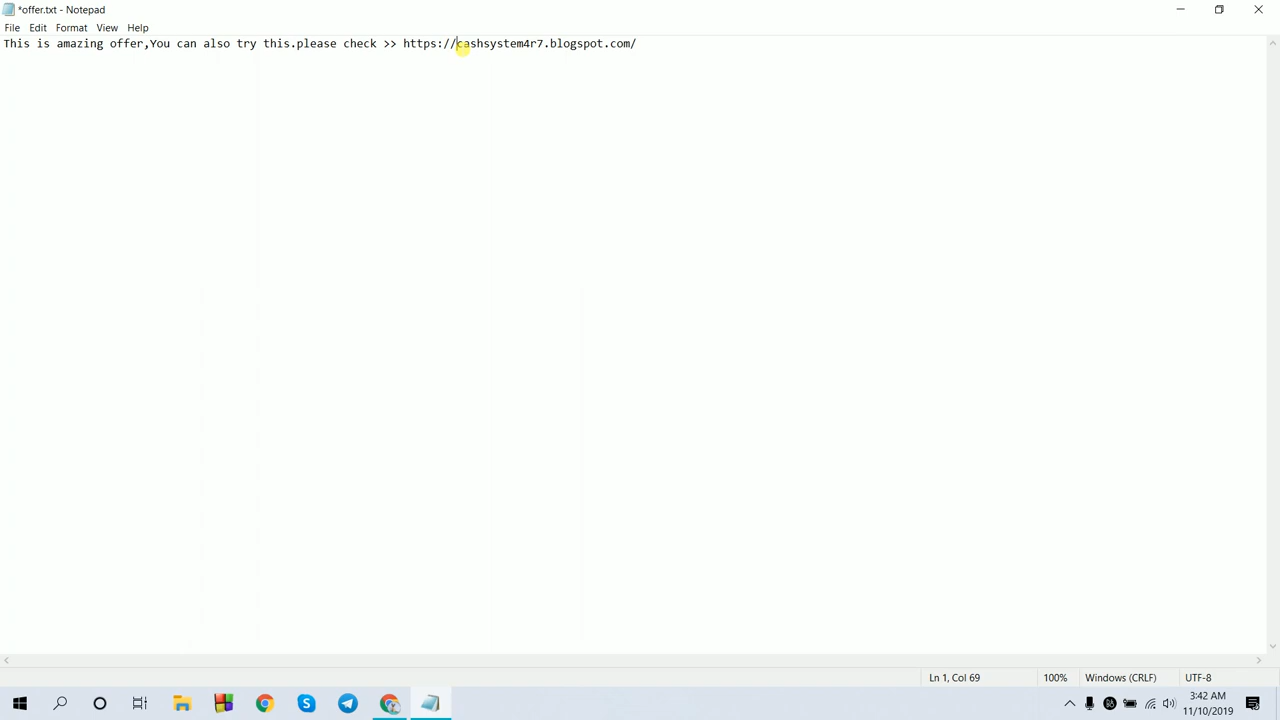 *offer.txt - Notepad
File Edit Format View Help
This is amazing offer,You can also try this.please check >> https://cashsystem4r7.blogspot.com/
Ln 1, Col 69 100% Windows (CRLF) UTF-8
3:42 AM
11/10/2019